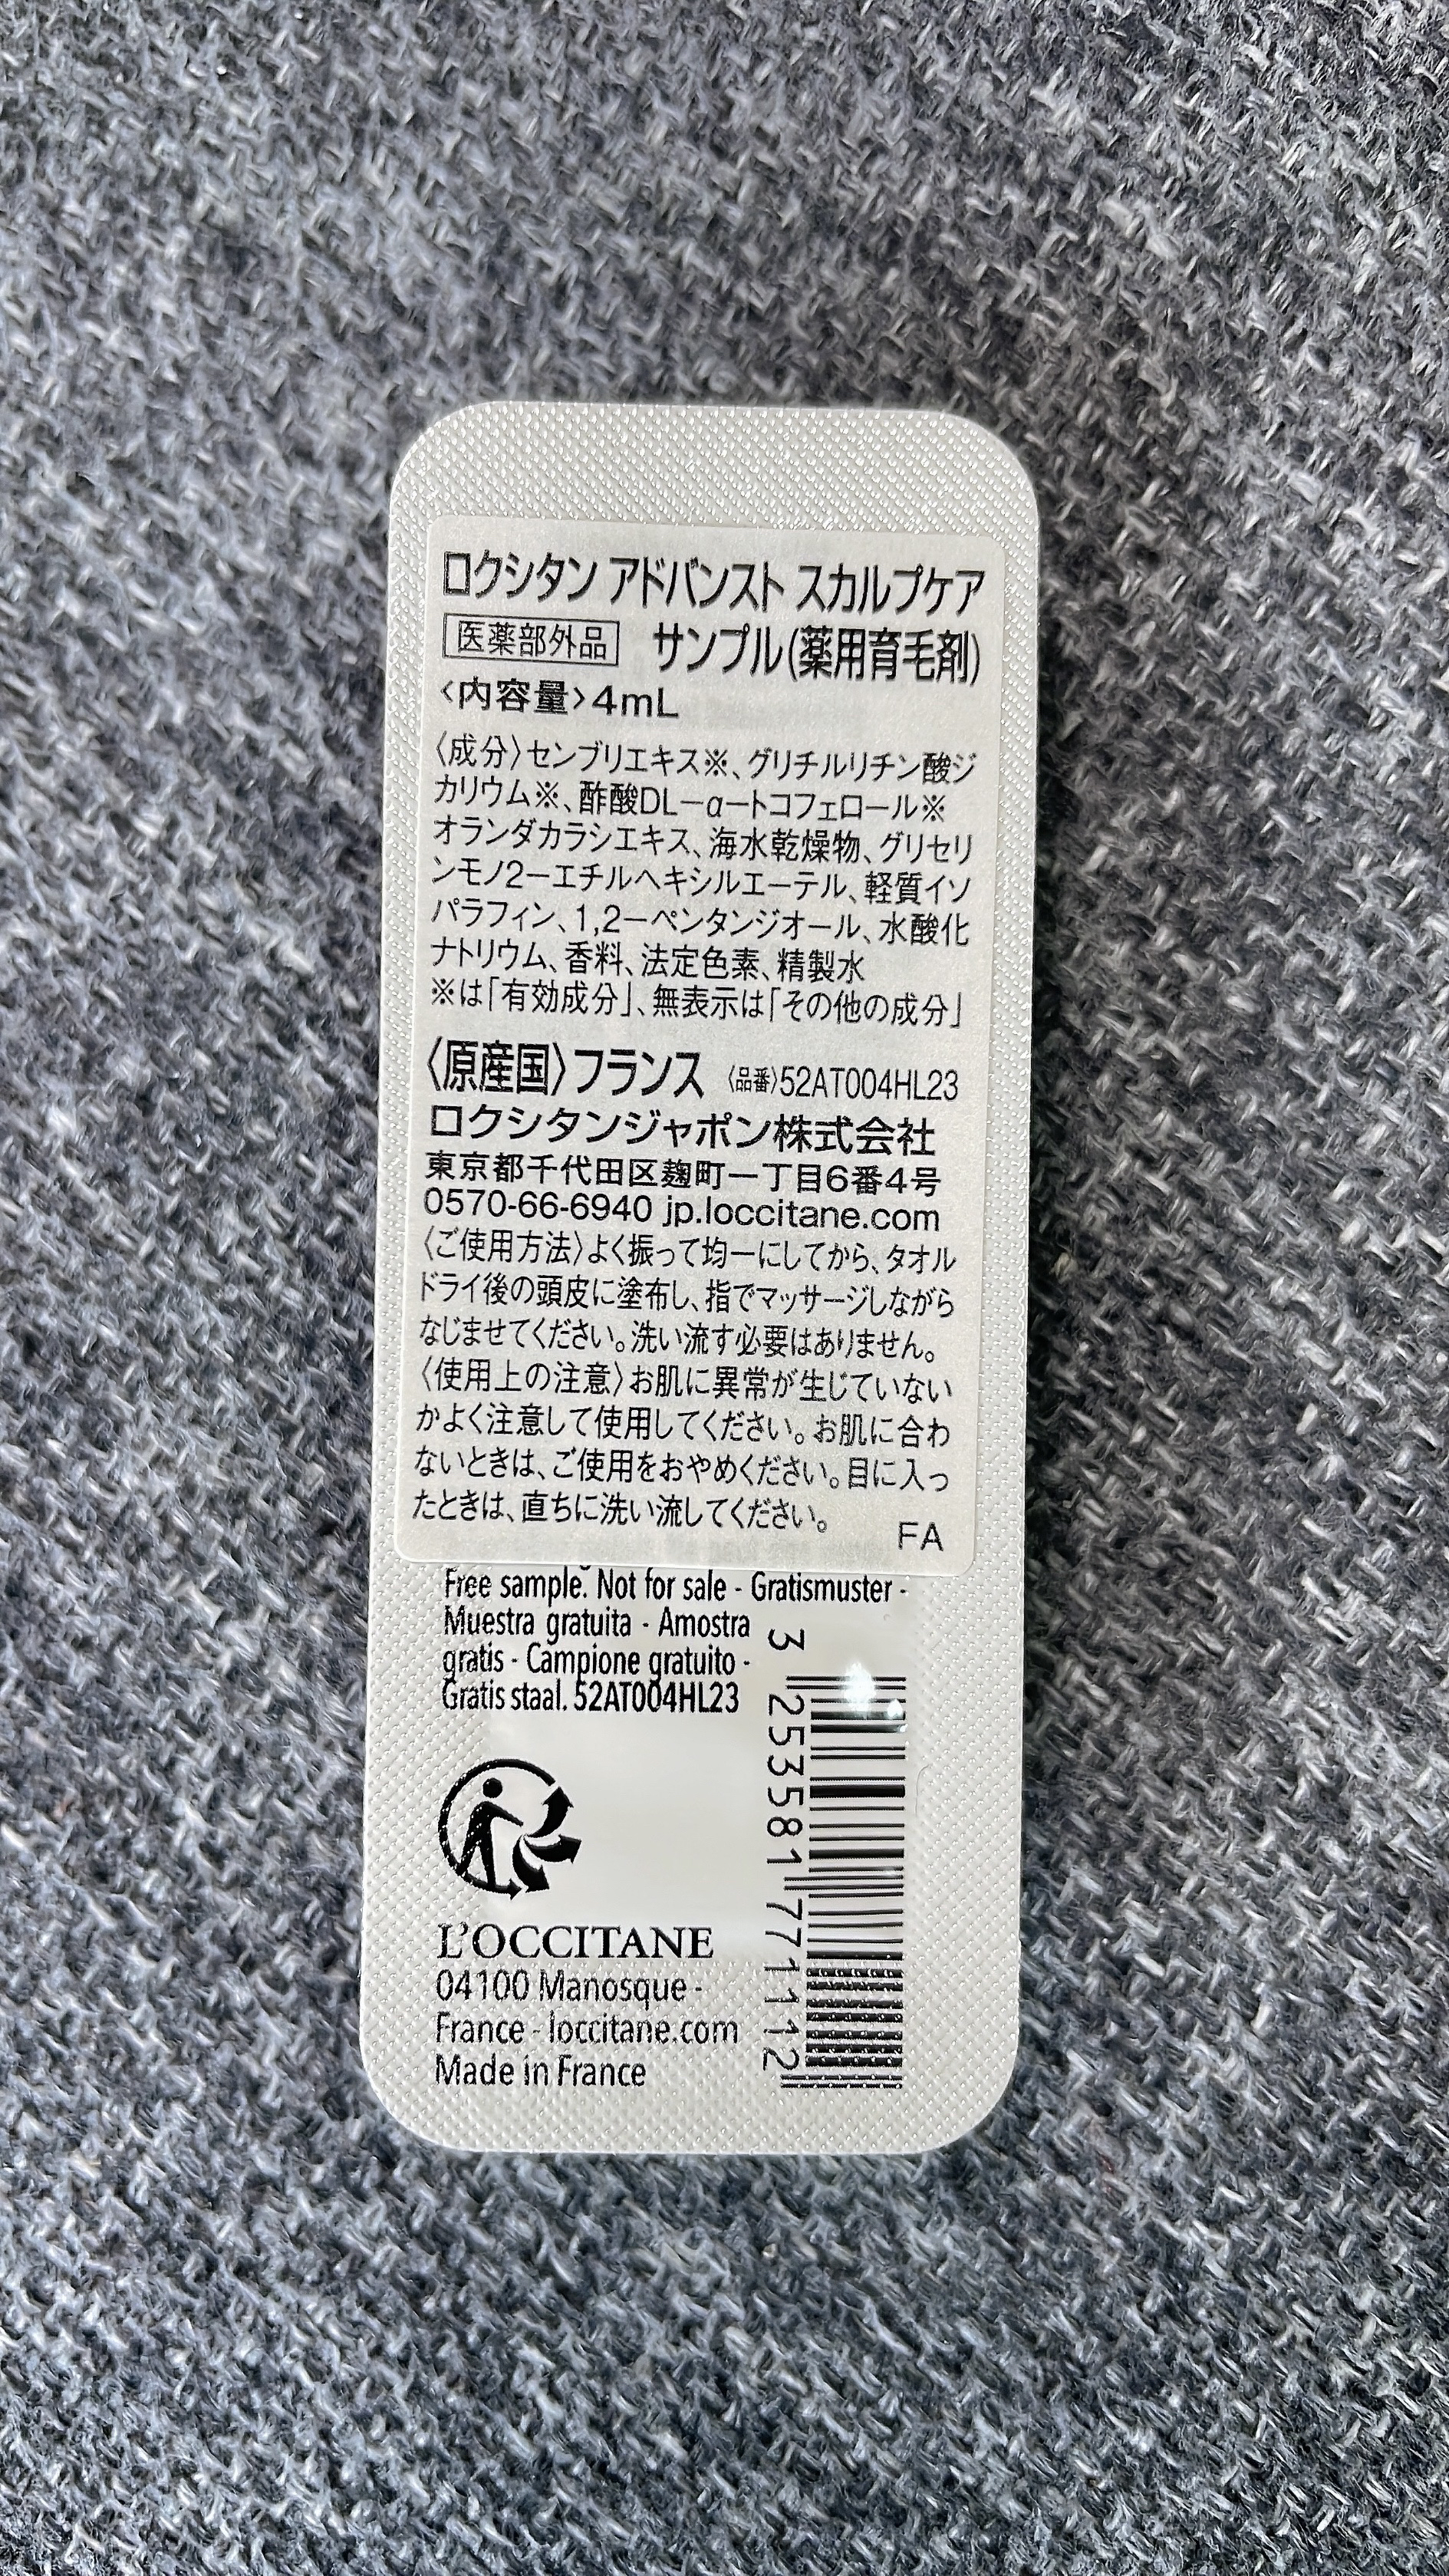 ロクシタン アドバンスト スカルプケア
医薬部外品 サンプル(薬用育毛剤)
<内容量>4mL
〈成分〉センブリエキス※、グリチルリチン酸ジ
カリウム※、酢酸DL－α－トコフェロール※
オランダカラシエキス、海水乾燥物、グリセリ
ンモノ2－エチルヘキシルエーテル、軽質イソ
パラフィン、1,2－ペンタンジオール、水酸化
ナトリウム、香料、法定色素、精製水
※は「有効成分」、無表示は「その他の成分」
〈原産国〉フランス 〈品番〉52AT004HL23
ロクシタンジャポン株式会社
東京都千代田区麹町一丁目6番4号
0570-66-6940 jp.loccitane.com
〈ご使用方法〉よく振って均一にしてから、タオル
ドライ後の頭皮に塗布し、指でマッサージしながら
なじませてください。洗い流す必要はありません。
〈使用上の注意〉お肌に異常が生じていない
かよく注意して使用してください。お肌に合わ
ないときは、ご使用をおやめください。目に入っ
たときは、直ちに洗い流してください。
FA
Free sample. Not for sale - Gratismuster -
Muestra gratuita - Amostra
gratis - Campione gratuito -
Gratis staal. 52AT004HL23
3 253581 771112
L'OCCITANE
04100 Manosque -
France - loccitane.com
Made in France